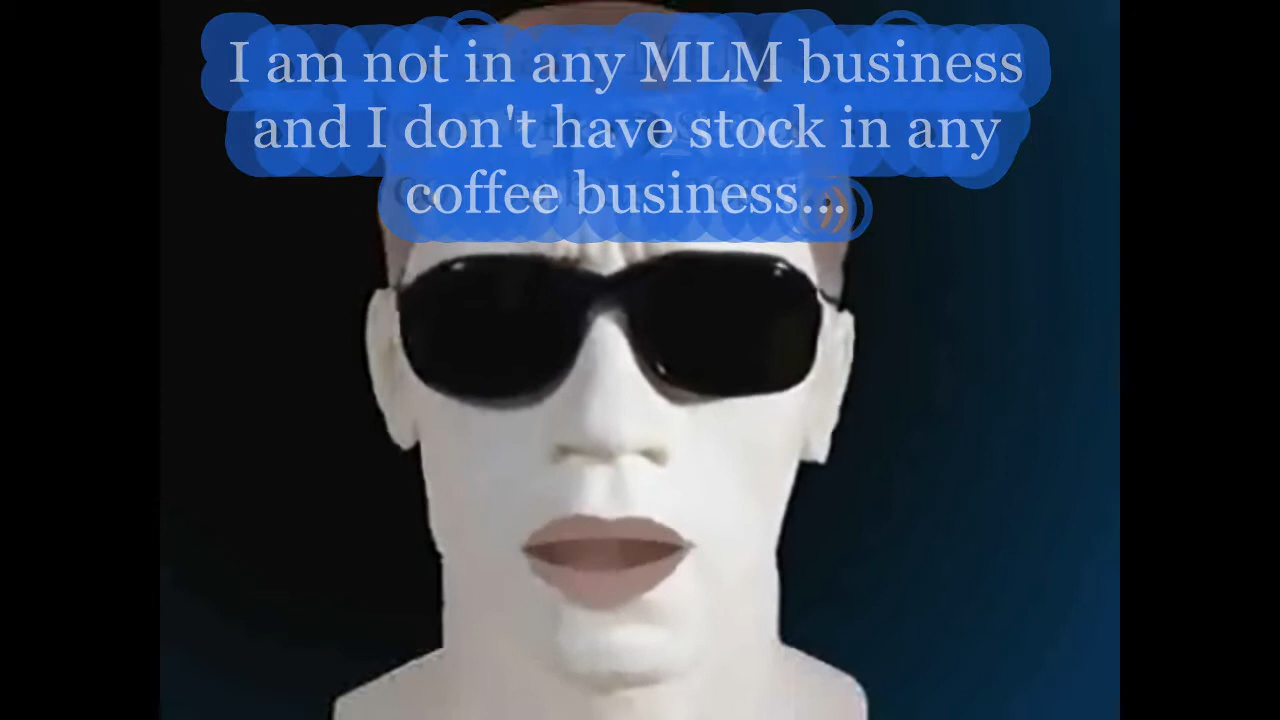 I am not in any MLM business
and I don't have stock in any
coffee business...